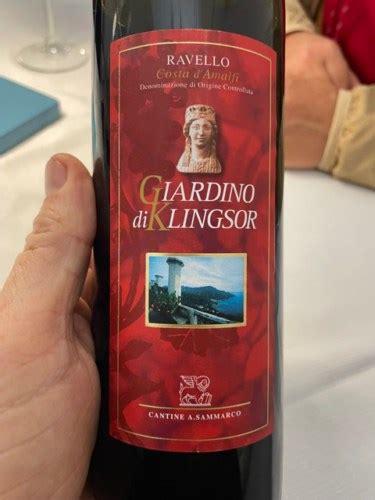 RAVELLO
Costa d'Amalfi
Denominazione di Origine Controllata
GIARDINO
di KLINGSOR
CANTINE A. SAMMARCO